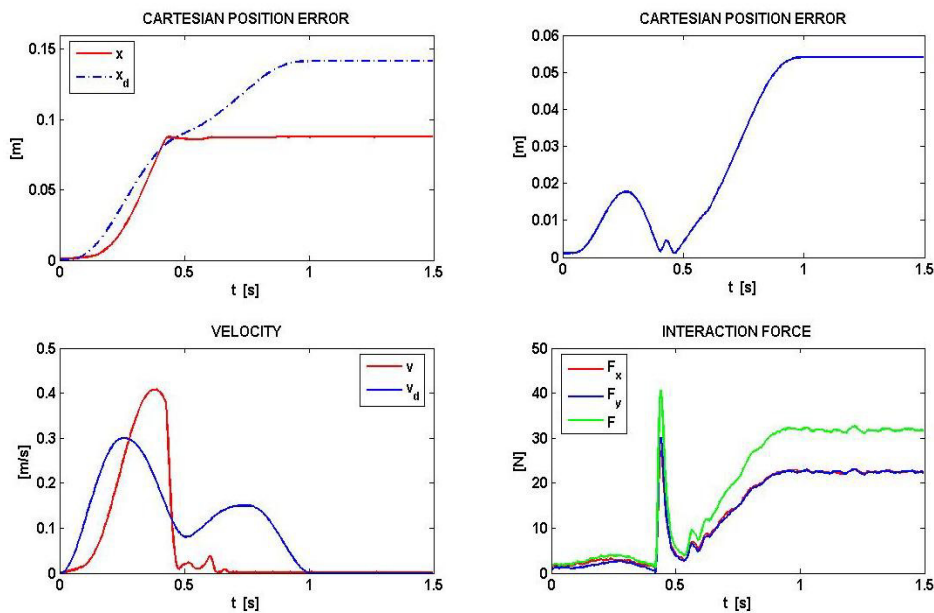 CARTESIAN POSITION ERROR
0.15
0.1
0.05
0
[m]
x
x_d
0 0.5 1 1.5
t [s]
CARTESIAN POSITION ERROR
0.06
0.05
0.04
0.03
0.02
0.01
0
[m]
0 0.5 1 1.5
t [s]
VELOCITY
0.5
0.4
0.3
0.2
0.1
0
[m/s]
v
v_d
0 0.5 1 1.5
t [s]
INTERACTION FORCE
50
40
30
20
10
0
[N]
F_x
F_y
F
0 0.5 1 1.5
t [s]